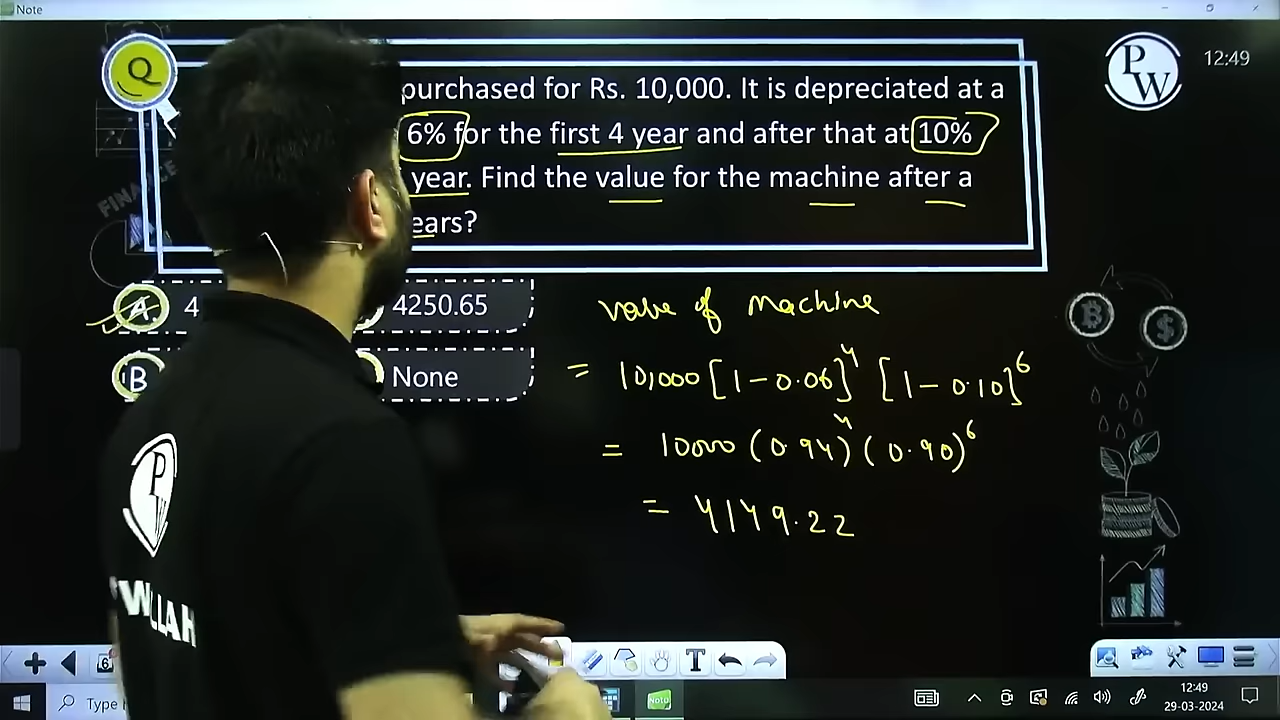 Note
12:49
Q
purchased for Rs. 10,000. It is depreciated at a
6% for the first 4 year and after that at 10%
year. Find the value for the machine after a
ears?
FINANCE
A. 4
4250.65
B
None
value of machine
= 10,000 [1 - 0.06]^4 [1 - 0.10]^6
= 10000 (0.94)^4 (0.90)^6
= 4149.22
PW
P
W
LLAH
T
Type
Note
12:49
29-03-2024